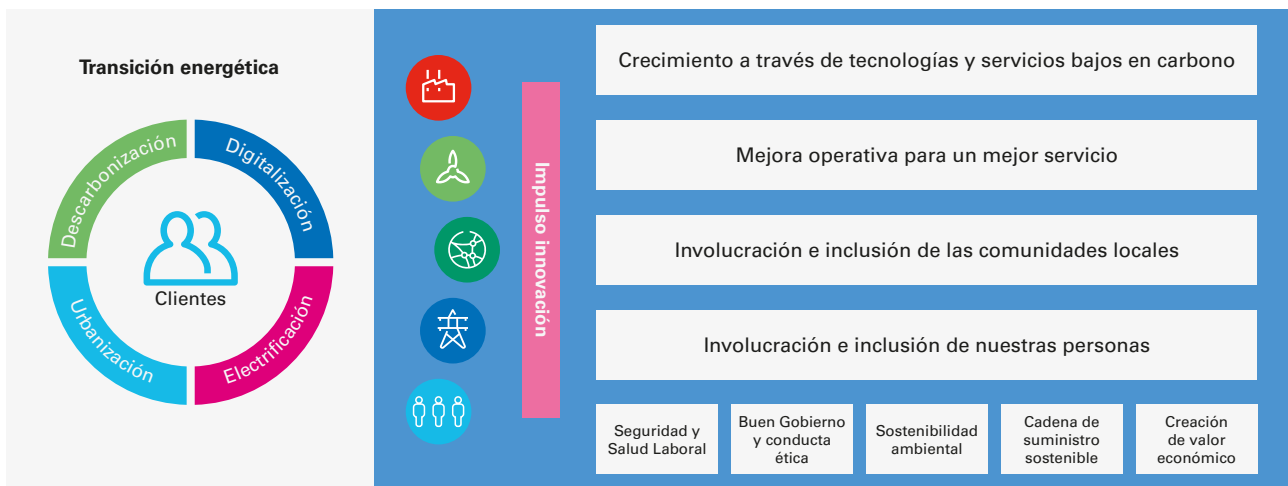 Transición energética
Descarbonización
Digitalización
Clientes
Urbanización
Electrificación
Impulso innovación
Crecimiento a través de tecnologías y servicios bajos en carbono
Mejora operativa para un mejor servicio
Involucración e inclusión de las comunidades locales
Involucración e inclusión de nuestras personas
Seguridad y
Salud Laboral
Buen Gobierno
y conducta
ética
Sostenibilidad
ambiental
Cadena de
suministro
sostenible
Creación
de valor
económico